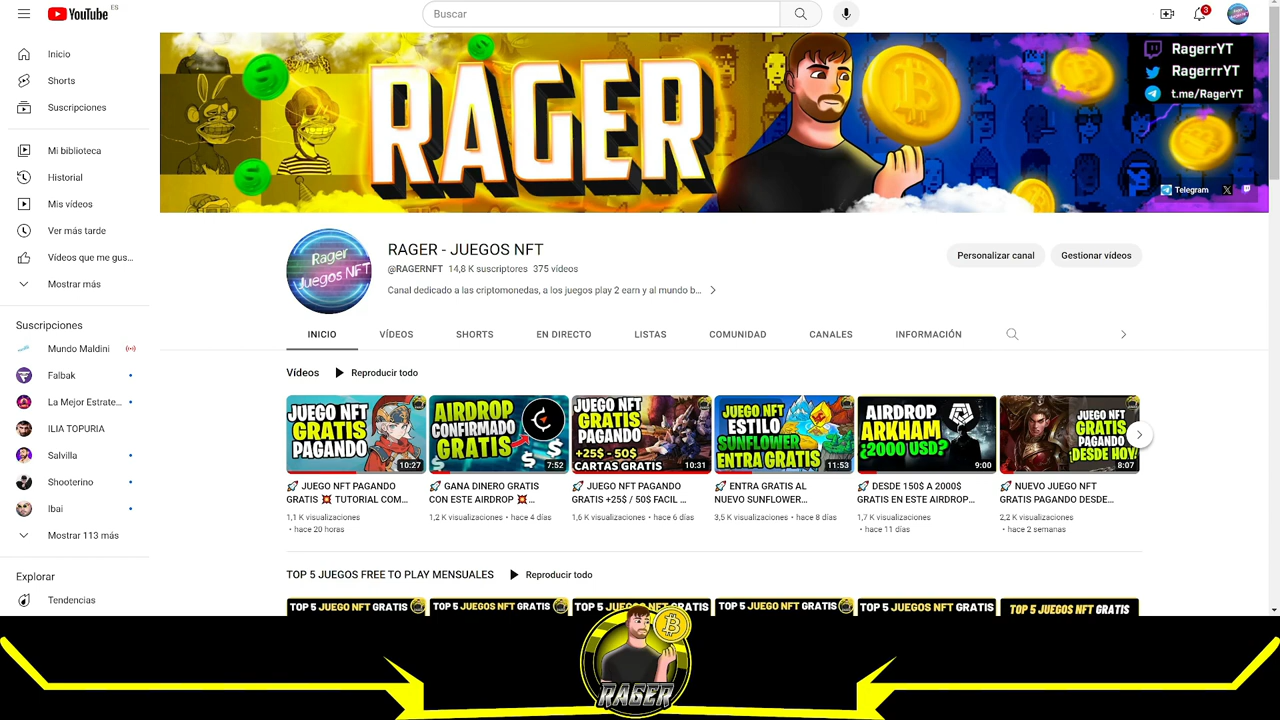 YouTube ES
Buscar
3
Inicio
Shorts
Suscripciones
Mi biblioteca
Historial
Mis vídeos
Ver más tarde
Vídeos que me gus...
Mostrar más
Suscripciones
Mundo Maldini
Falbak
La Mejor Estrate...
ILIA TOPURIA
Salvilla
Shooterino
Ibai
Mostrar 113 más
Explorar
Tendencias
RAGER
RagerrYT
RagerrrYT
t.me/RagerYT
Telegram
RAGER - JUEGOS NFT
@RAGERNFT 14,8 K suscriptores 375 vídeos
Canal dedicado a las criptomonedas, a los juegos play 2 earn y al mundo b...
Rager
Juegos NFT
Personalizar canal
Gestionar vídeos
INICIO VÍDEOS SHORTS EN DIRECTO LISTAS COMUNIDAD CANALES INFORMACIÓN
Vídeos
Reproducir todo
JUEGO NFT
GRATIS
PAGANDO
10:27
JUEGO NFT PAGANDO
GRATIS TUTORIAL COM...
1,1 K visualizaciones
• hace 20 horas
AIRDROP
CONFIRMADO
GRATIS
7:52
GANA DINERO GRATIS
CON ESTE AIRDROP ...
1,2 K visualizaciones • hace 4 días
JUEGO NFT
GRATIS
PAGANDO
+25$ - 50$
CARTAS GRATIS
10:31
JUEGO NFT PAGANDO
GRATIS +25$ / 50$ FACIL ...
1,6 K visualizaciones • hace 6 días
JUEGO NFT
ESTILO
SUNFLOWER
ENTRA GRATIS
11:53
ENTRA GRATIS AL
NUEVO SUNFLOWER...
3,5 K visualizaciones • hace 8 días
AIRDROP
ARKHAM
¿2000 USD?
9:00
DESDE 150$ A 2000$
GRATIS EN ESTE AIRDROP...
1,7 K visualizaciones
• hace 11 días
JUEGO NFT
GRATIS
PAGANDO
¡DESDE HOY!
8:07
NUEVO JUEGO NFT
GRATIS PAGANDO DESDE...
2,2 K visualizaciones
• hace 2 semanas
TOP 5 JUEGOS FREE TO PLAY MENSUALES
Reproducir todo
TOP 5 JUEGO NFT GRATIS
TOP 5 JUEGOS NFT GRATIS
TOP 5 JUEGOS NFT GRATIS
TOP 5 JUEGO NFT GRATIS
TOP 5 JUEGOS NFT GRATIS
TOP 5 JUEGOS NFT GRATIS
RAGER